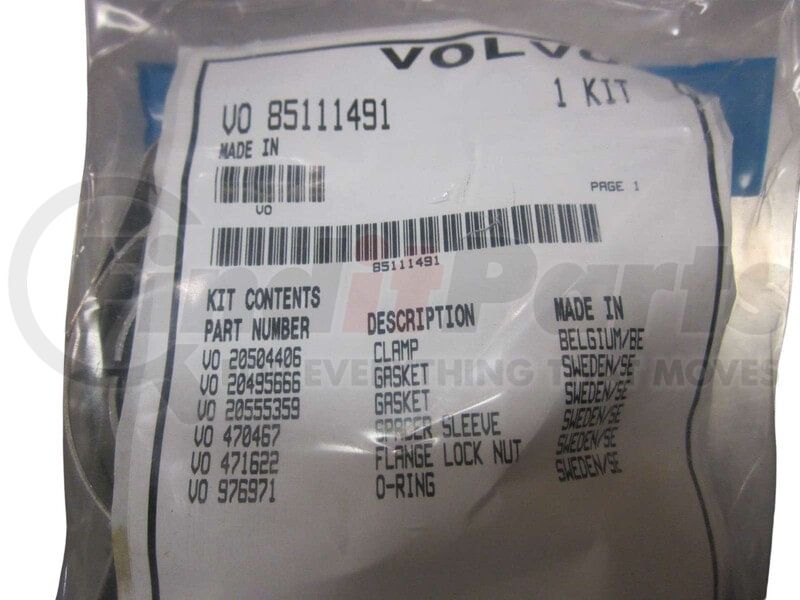 VOLVO
VO 85111491
1 KIT
MADE IN
VO
PAGE 1
85111491
KIT CONTENTS
PART NUMBER DESCRIPTION MADE IN
VO 20504406 CLAMP BELGIUM/BE
VO 20495666 GASKET SWEDEN/SE
VO 20555359 GASKET SWEDEN/SE
VO 470467 SPACER SLEEVE SWEDEN/SE
VO 471622 FLANGE LOCK NUT SWEDEN/SE
VO 976971 O-RING SWEDEN/SE
FinditParts
EVERYTHING THAT MOVES